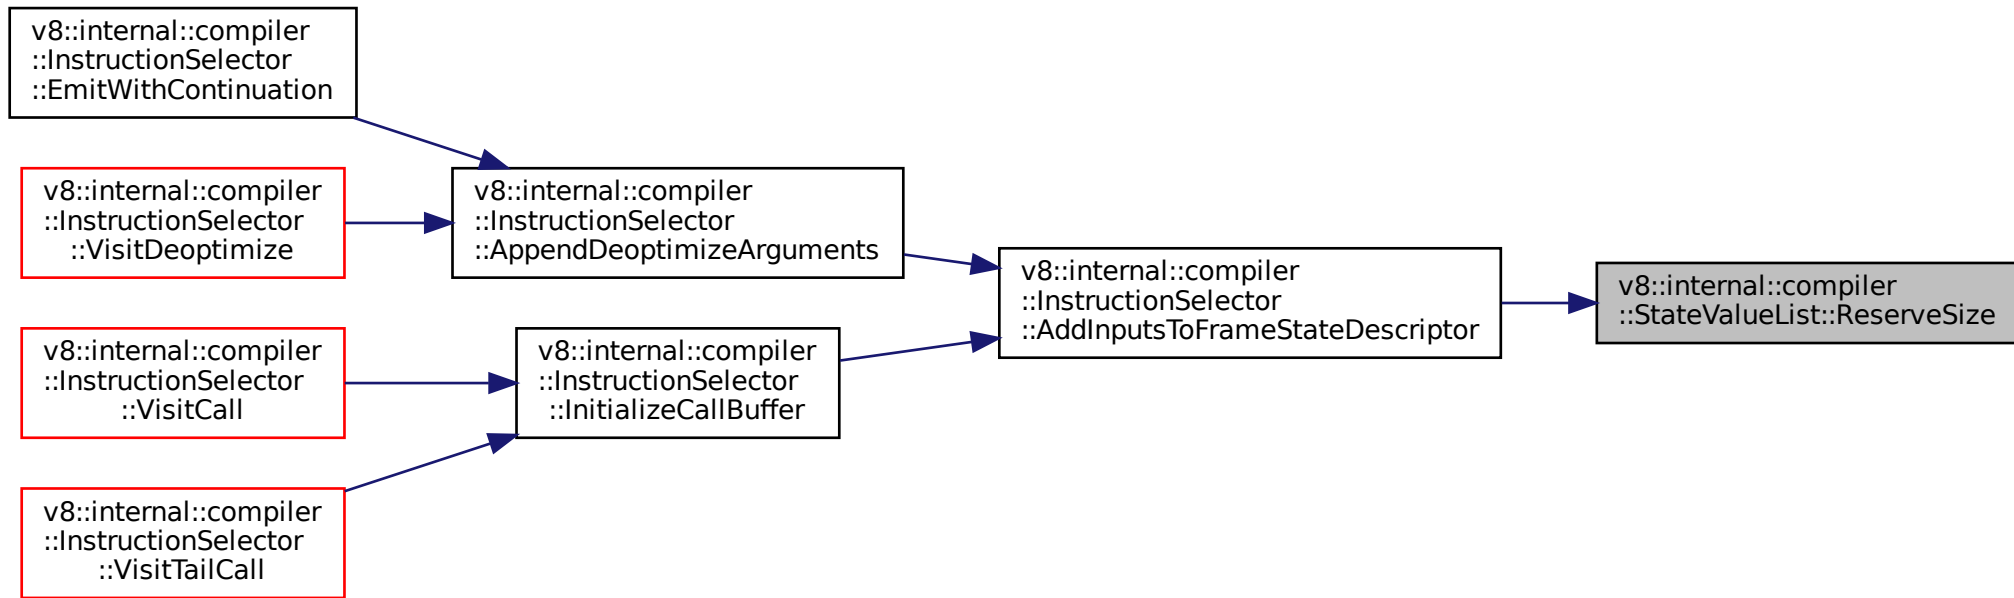 v8::internal::compiler
::InstructionSelector
::EmitWithContinuation
v8::internal::compiler
::InstructionSelector
::VisitDeoptimize
v8::internal::compiler
::InstructionSelector
::VisitCall
v8::internal::compiler
::InstructionSelector
::VisitTailCall
v8::internal::compiler
::InstructionSelector
::AppendDeoptimizeArguments
v8::internal::compiler
::InstructionSelector
::InitializeCallBuffer
v8::internal::compiler
::InstructionSelector
::AddInputsToFrameStateDescriptor
v8::internal::compiler
::StateValueList::ReserveSize